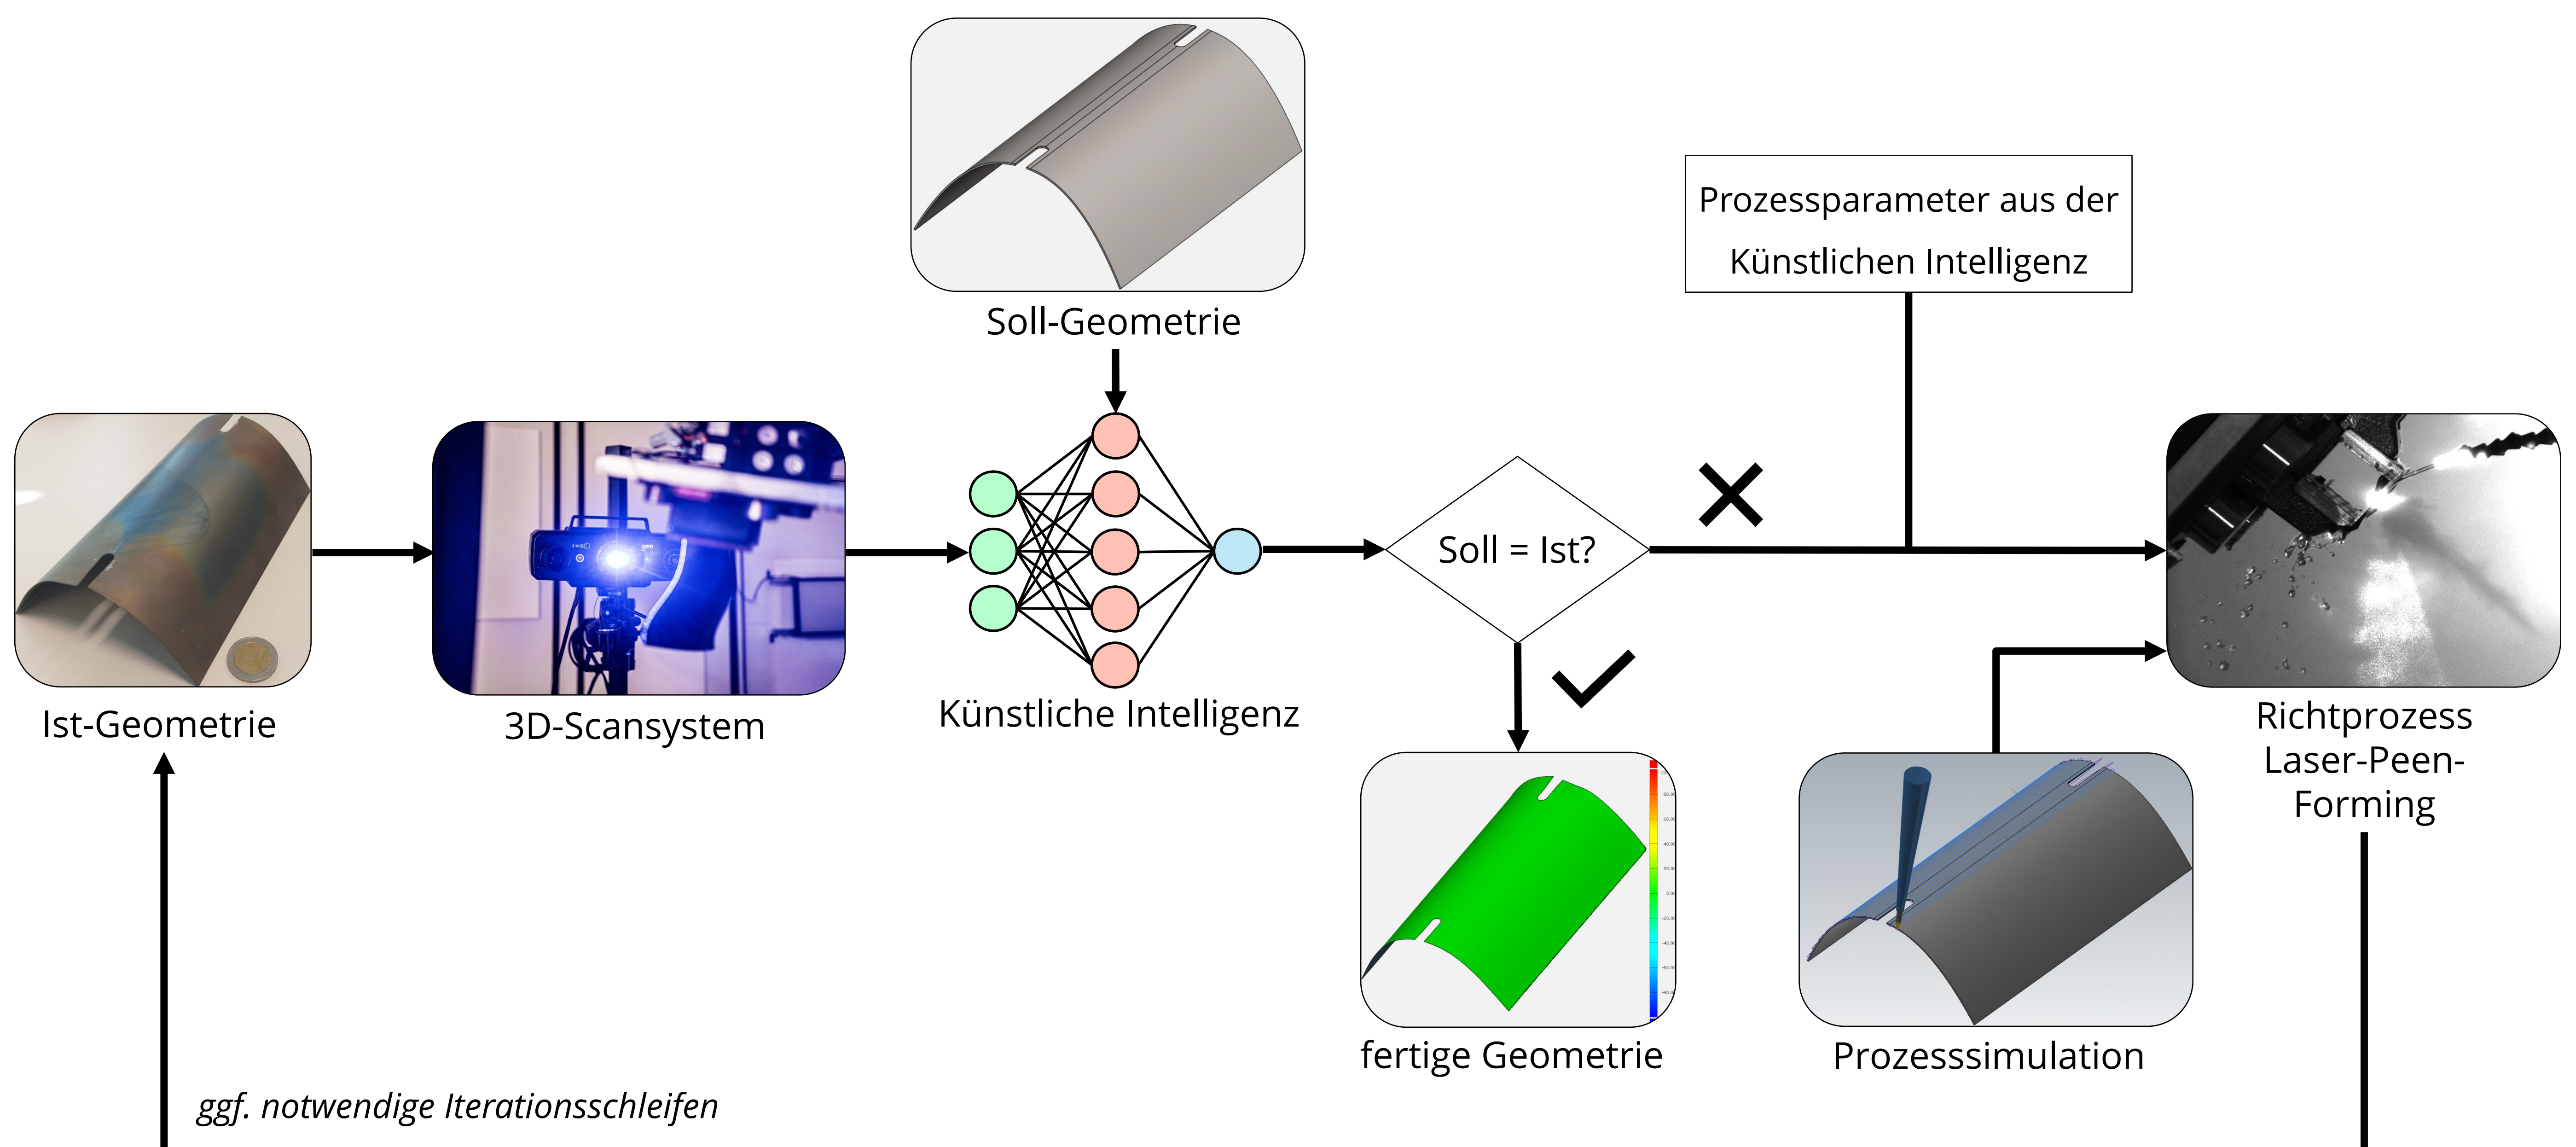 Soll-Geometrie
Prozessparameter aus der
Künstlichen Intelligenz
Ist-Geometrie
3D-Scansystem
Künstliche Intelligenz
Soll = Ist?
Richtprozess
Laser-Peen-
Forming
fertige Geometrie
Prozesssimulation
ggf. notwendige Iterationsschleifen